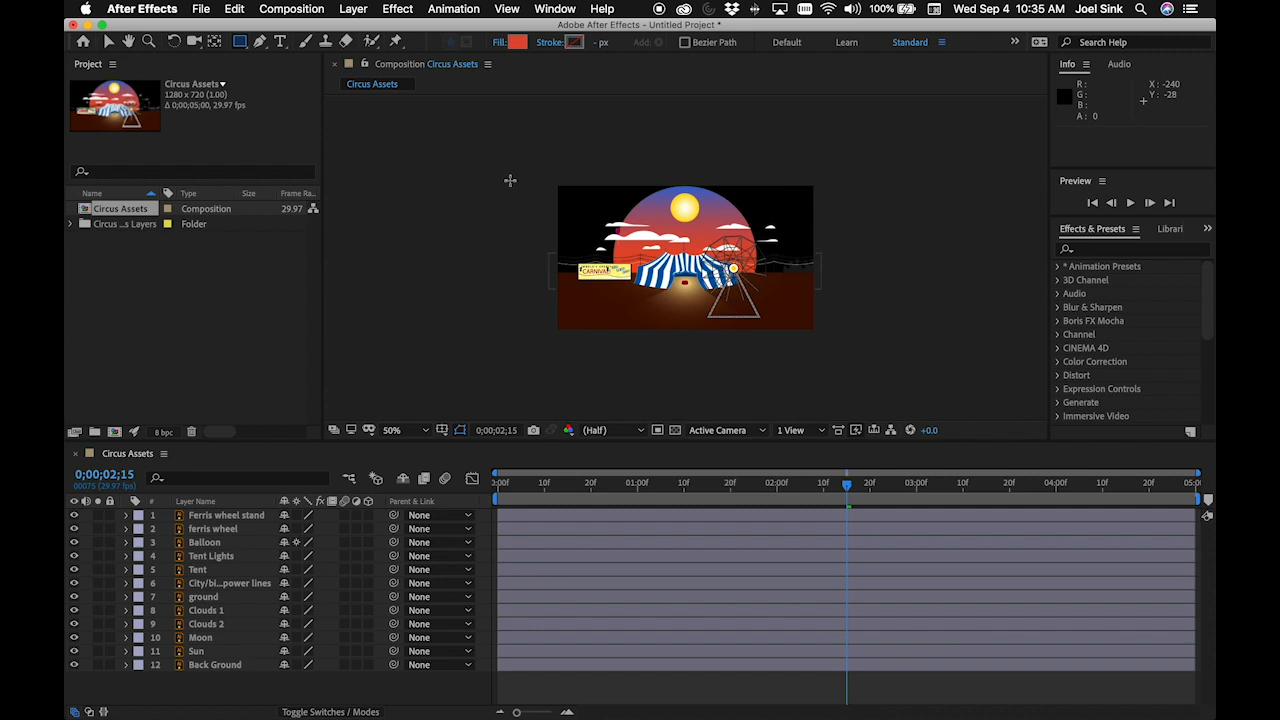 After Effects File Edit Composition Layer Effect Animation View Window Help 100% Wed Sep 4 10:35 AM Joel Sink
Adobe After Effects - Untitled Project *
Fill: Stroke: - px Add: Bezier Path Default Learn Standard Search Help
Project
Composition Circus Assets
Info Audio
Circus Assets
Circus Assets
1280 x 720 (1.00)
Δ 0;00;05;00, 29.97 fps
R:
G:
B:
A: 0
X: -240
Y: -28
Preview
Name Type Size Frame Ra...
Circus Assets Composition 29.97
Circus ...s Layers Folder
Effects & Presets Librari
* Animation Presets
3D Channel
Audio
Blur & Sharpen
Boris FX Mocha
Channel
CINEMA 4D
Color Correction
Distort
Expression Controls
Generate
Immersive Video
CARNIVAL
8 bpc
50% 0;00;02;15 (Half) Active Camera 1 View +0.0
Circus Assets
0;00;02;15
00075 (29.97 fps)
:00f 10f 20f 01:00f 10f 20f 02:00f 10f 20f 03:00f 10f 20f 04:00f 10f 20f 05:0
# Layer Name Parent & Link
1 Ferris wheel stand None
2 ferris wheel None
3 Balloon None
4 Tent Lights None
5 Tent None
6 City/bi...power lines None
7 ground None
8 Clouds 1 None
9 Clouds 2 None
10 Moon None
11 Sun None
12 Back Ground None
Toggle Switches / Modes